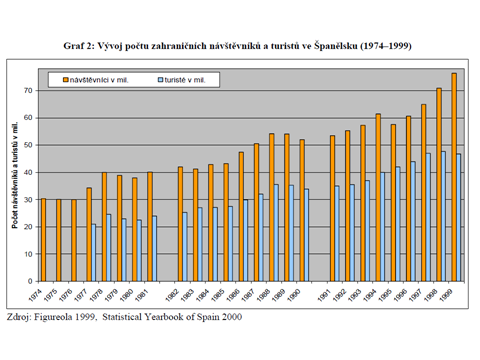 Graf 2: Vývoj počtu zahraničních návštěvníků a turistů ve Španělsku (1974–1999)
návštěvníci v mil. turisté v mil.
Počet návštěvníků a turistů v mil.
70
60
50
40
30
20
10
0
1974 1975 1976 1977 1978 1979 1980 1981 1982 1983 1984 1985 1986 1987 1988 1989 1990 1991 1992 1993 1994 1995 1996 1997 1998 1999
Zdroj: Figureola 1999, Statistical Yearbook of Spain 2000